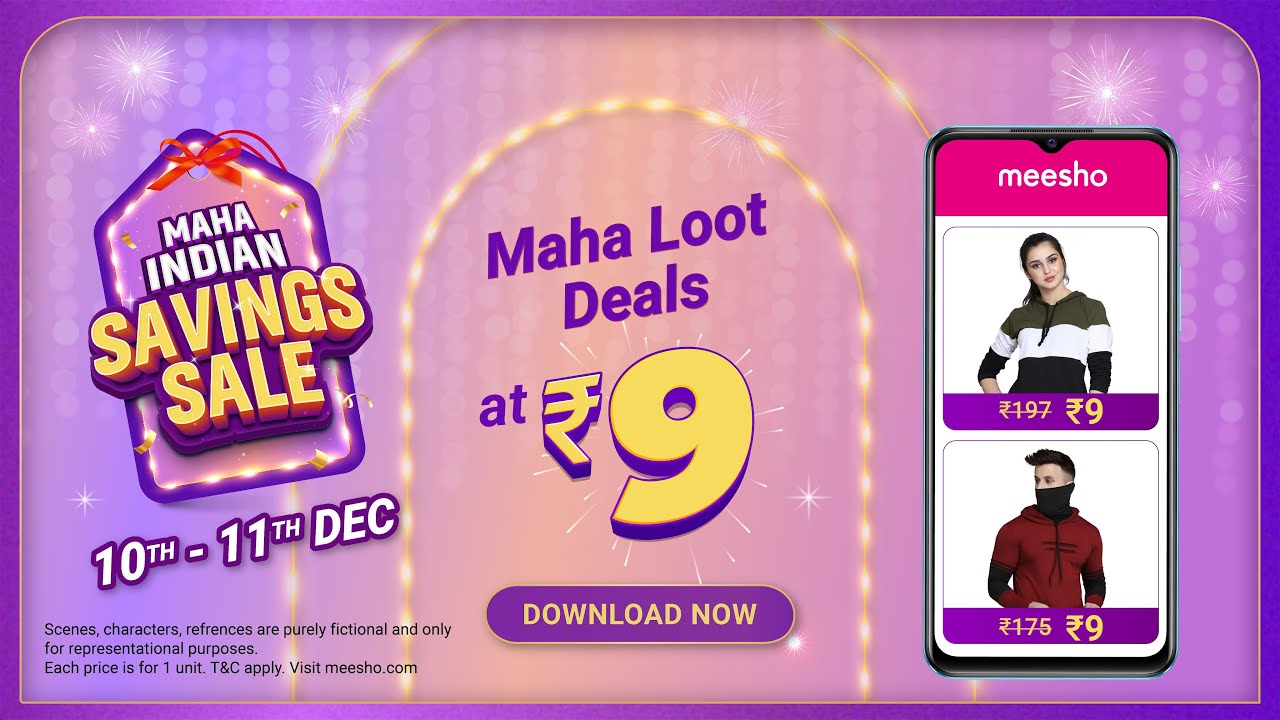 MAHA
INDIAN
SAVINGS
SALE
10TH - 11TH DEC
Scenes, characters, refrences are purely fictional and only
for representational purposes.
Each price is for 1 unit. T&C apply. Visit meesho.com
Maha Loot
Deals
at ₹9
DOWNLOAD NOW
meesho
₹197 ₹9
₹175 ₹9